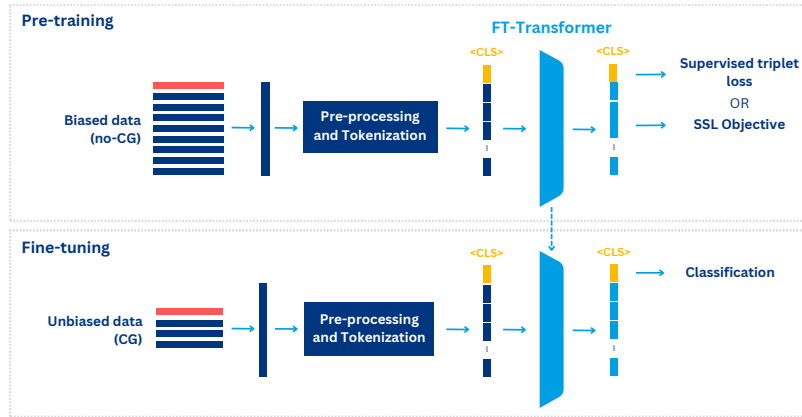 Pre-training
FT-Transformer
<CLS>
<CLS>
Supervised triplet
loss
OR
SSL Objective
Biased data
(no-CG)
Pre-processing
and Tokenization
...
...
Fine-tuning
<CLS>
<CLS>
Classification
Unbiased data
(CG)
Pre-processing
and Tokenization
...
...